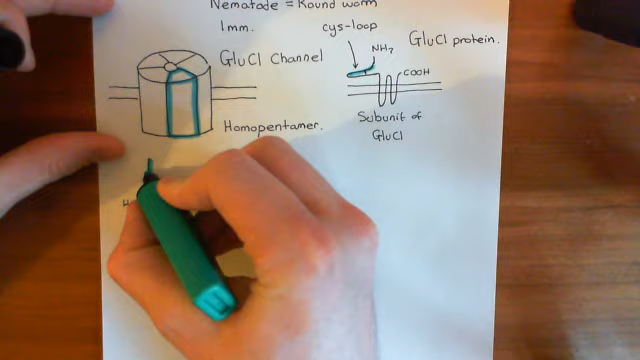 Nematode = Round worm
1mm.
cys-loop
NH₂
GluCl protein.
GluCl Channel
COOH
Subunit of
GluCl
Homopentamer.
H